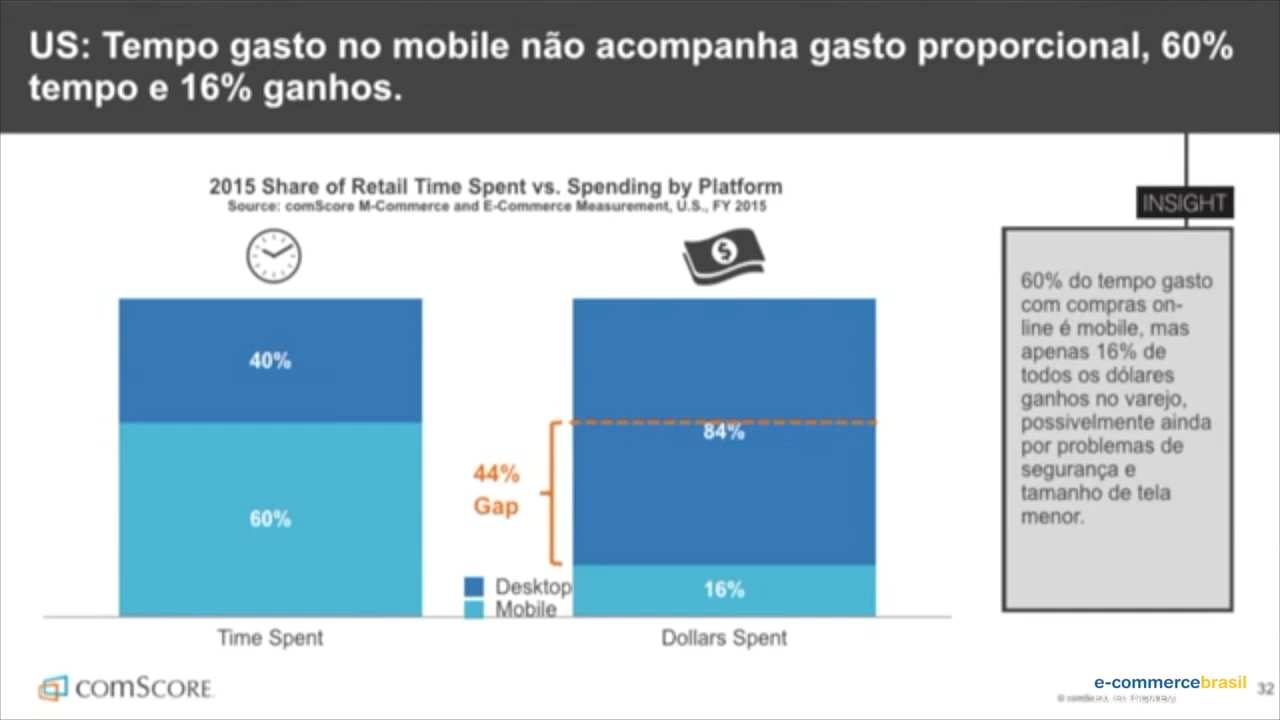 US: Tempo gasto no mobile não acompanha gasto proporcional, 60%
tempo e 16% ganhos.
2015 Share of Retail Time Spent vs. Spending by Platform
Source: comScore M-Commerce and E-Commerce Measurement, U.S., FY 2015
INSIGHT
60% do tempo gasto
com compras on-
line é mobile, mas
apenas 16% de
todos os dólares
ganhos no varejo,
possivelmente ainda
por problemas de
segurança e
tamanho de tela
menor.
40%
60%
44%
Gap
84%
16%
Desktop
Mobile
Time Spent
Dollars Spent
comSCORE
e-commercebrasil
32